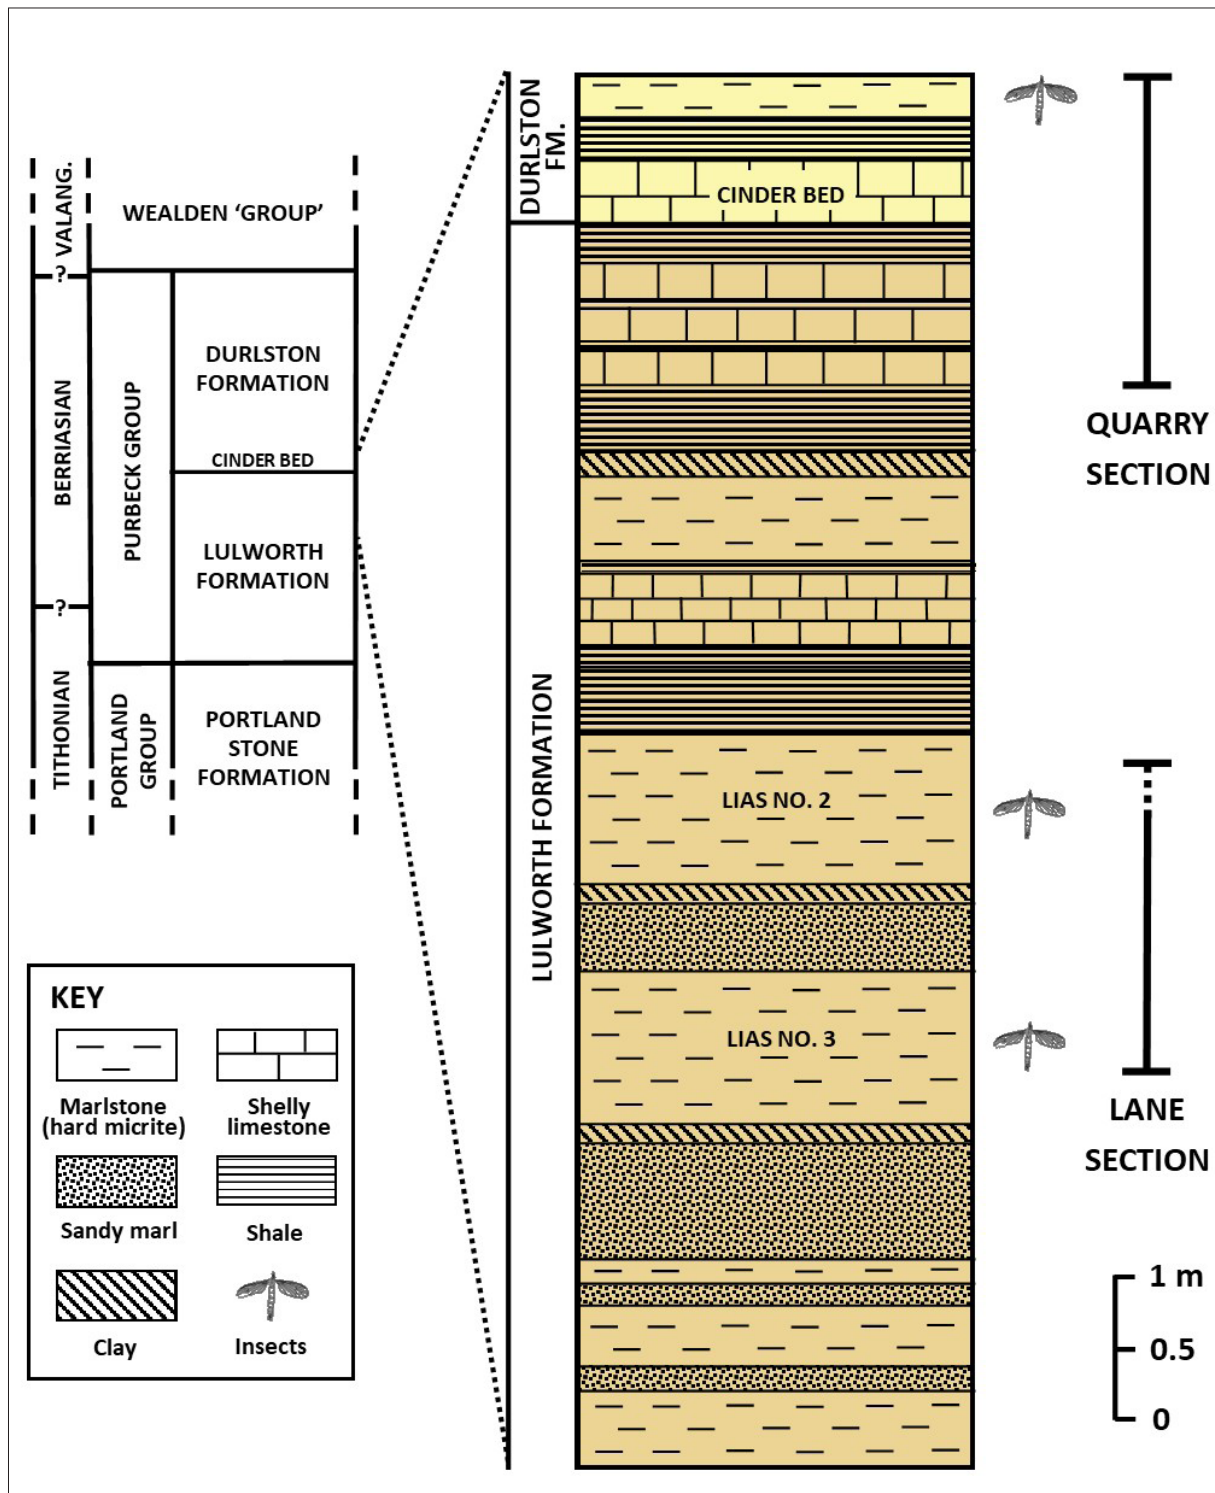 VALANG.
WEALDEN ‘GROUP’
?
BERRIASIAN
PURBECK GROUP
DURLSTON
FORMATION
CINDER BED
LULWORTH
FORMATION
?
TITHONIAN
PORTLAND
GROUP
PORTLAND
STONE
FORMATION
DURLSTON
FM.
CINDER BED
LULWORTH FORMATION
LIAS NO. 2
LIAS NO. 3
QUARRY
SECTION
LANE
SECTION
1 m
0.5
0
KEY
Marlstone
(hard micrite)
Shelly
limestone
Sandy marl
Shale
Clay
Insects